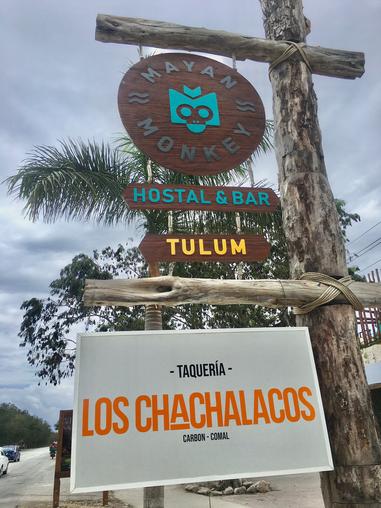 MAYAN
MONKEY
HOSTAL & BAR
TULUM
- TAQUERÍA -
LOS CHACHALACOS
CARBON - COMAL